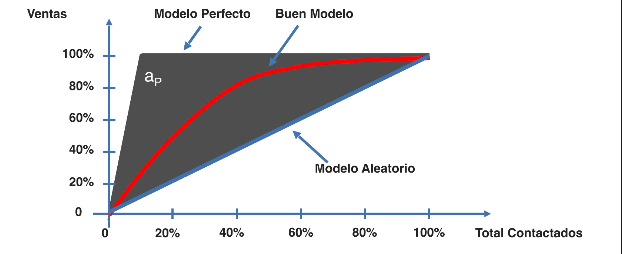 Ventas
Modelo Perfecto
Buen Modelo
100%
80%
60%
40%
20%
0
aP
Modelo Aleatorio
0
20%
40%
60%
80%
100%
Total Contactados